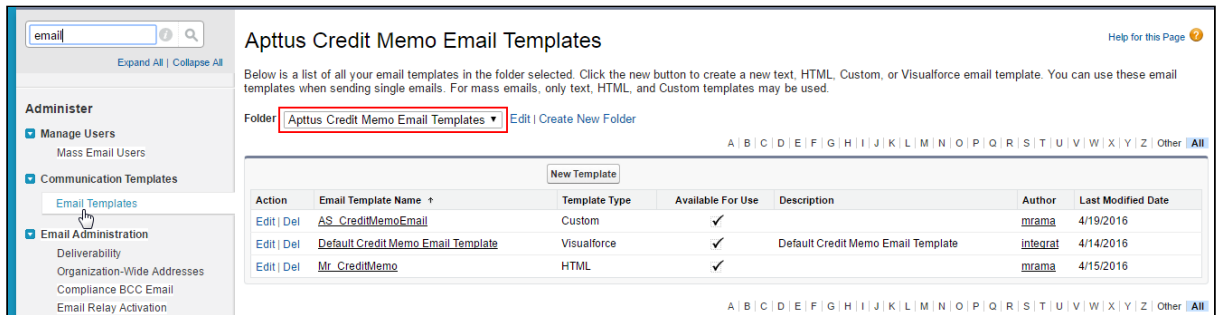 email
Expand All | Collapse All
Administer
Manage Users
Mass Email Users
Communication Templates
Email Templates
Email Administration
Deliverability
Organization-Wide Addresses
Compliance BCC Email
Email Relay Activation
Apttus Credit Memo Email Templates
Help for this Page
Below is a list of all your email templates in the folder selected. Click the new button to create a new text, HTML, Custom, or Visualforce email template. You can use these email
templates when sending single emails. For mass emails, only text, HTML, and Custom templates may be used.
Folder Apttus Credit Memo Email Templates Edit | Create New Folder
A | B | C | D | E | F | G | H | I | J | K | L | M | N | O | P | Q | R | S | T | U | V | W | X | Y | Z | Other All
New Template
Action Email Template Name ↑ Template Type Available For Use Description Author Last Modified Date
Edit | Del AS_CreditMemoEmail Custom ✓ mrama 4/19/2016
Edit | Del Default Credit Memo Email Template Visualforce ✓ Default Credit Memo Email Template integrat 4/14/2016
Edit | Del Mr_CreditMemo HTML ✓ mrama 4/15/2016
A | B | C | D | E | F | G | H | I | J | K | L | M | N | O | P | Q | R | S | T | U | V | W | X | Y | Z | Other All